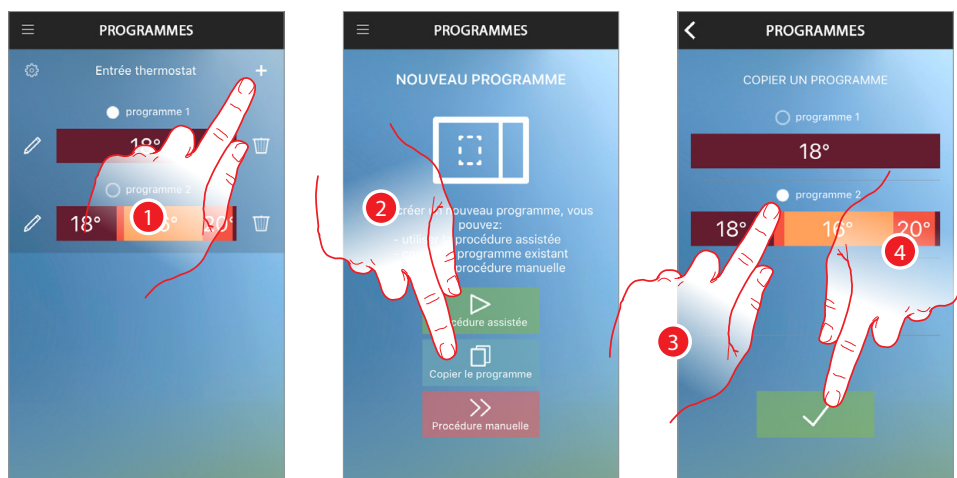 PROGRAMMES
Entrée thermostat
programme 1
18°
programme 2
18° 16° 20°
1
PROGRAMMES
NOUVEAU PROGRAMME
2
créer un nouveau programme, vous
pouvez:
- utiliser procédure assistée
programme existant
procédure manuelle
procédure assistée
Copier le programme
Procédure manuelle
PROGRAMMES
COPIER UN PROGRAMME
programme 1
18°
programme 2
18° 16° 20°
4
3